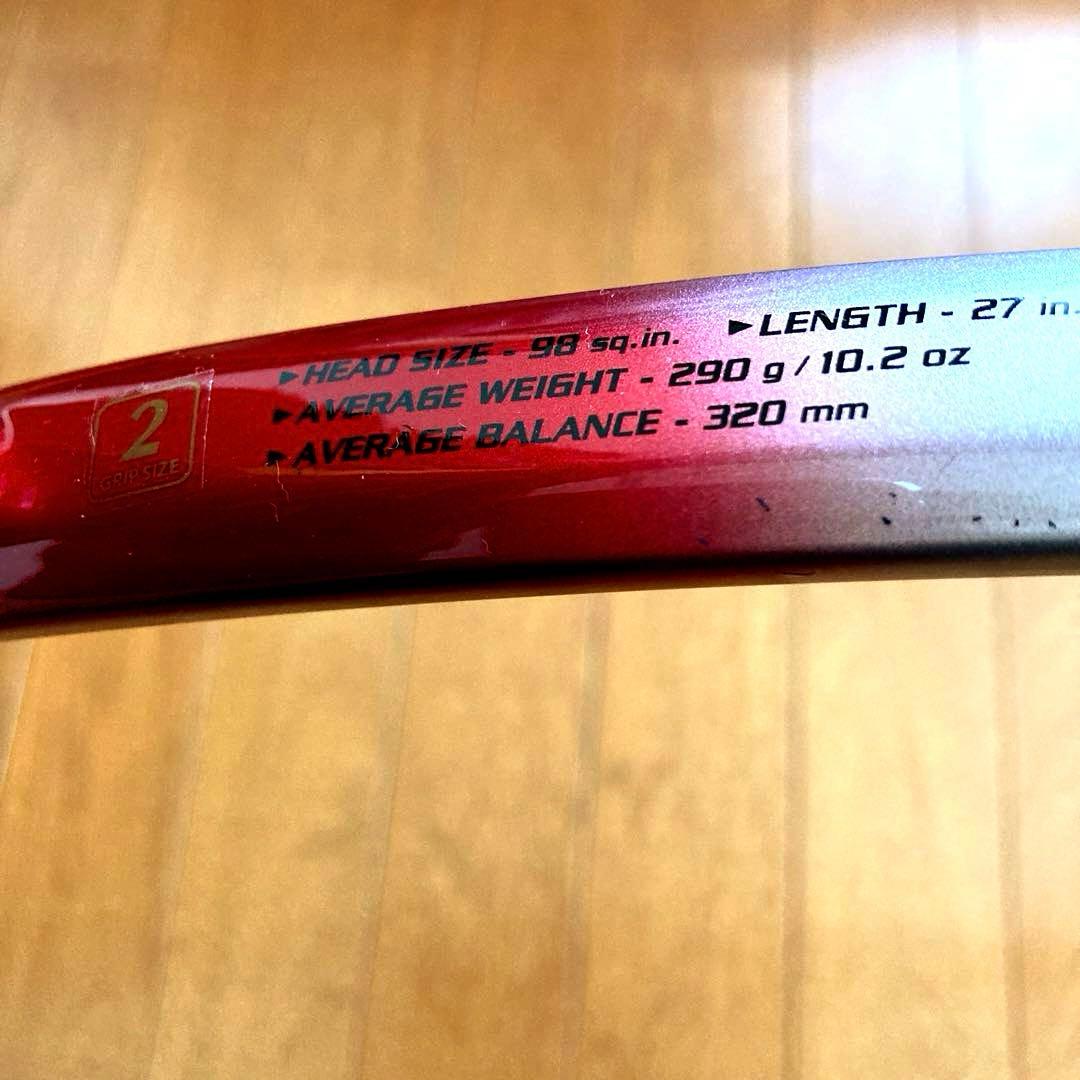 ►HEAD SIZE - 98 sq.in. ►LENGTH - 27 in.
►AVERAGE WEIGHT - 290 g / 10.2 oz
►AVERAGE BALANCE - 320 mm
2
GRIP SIZE